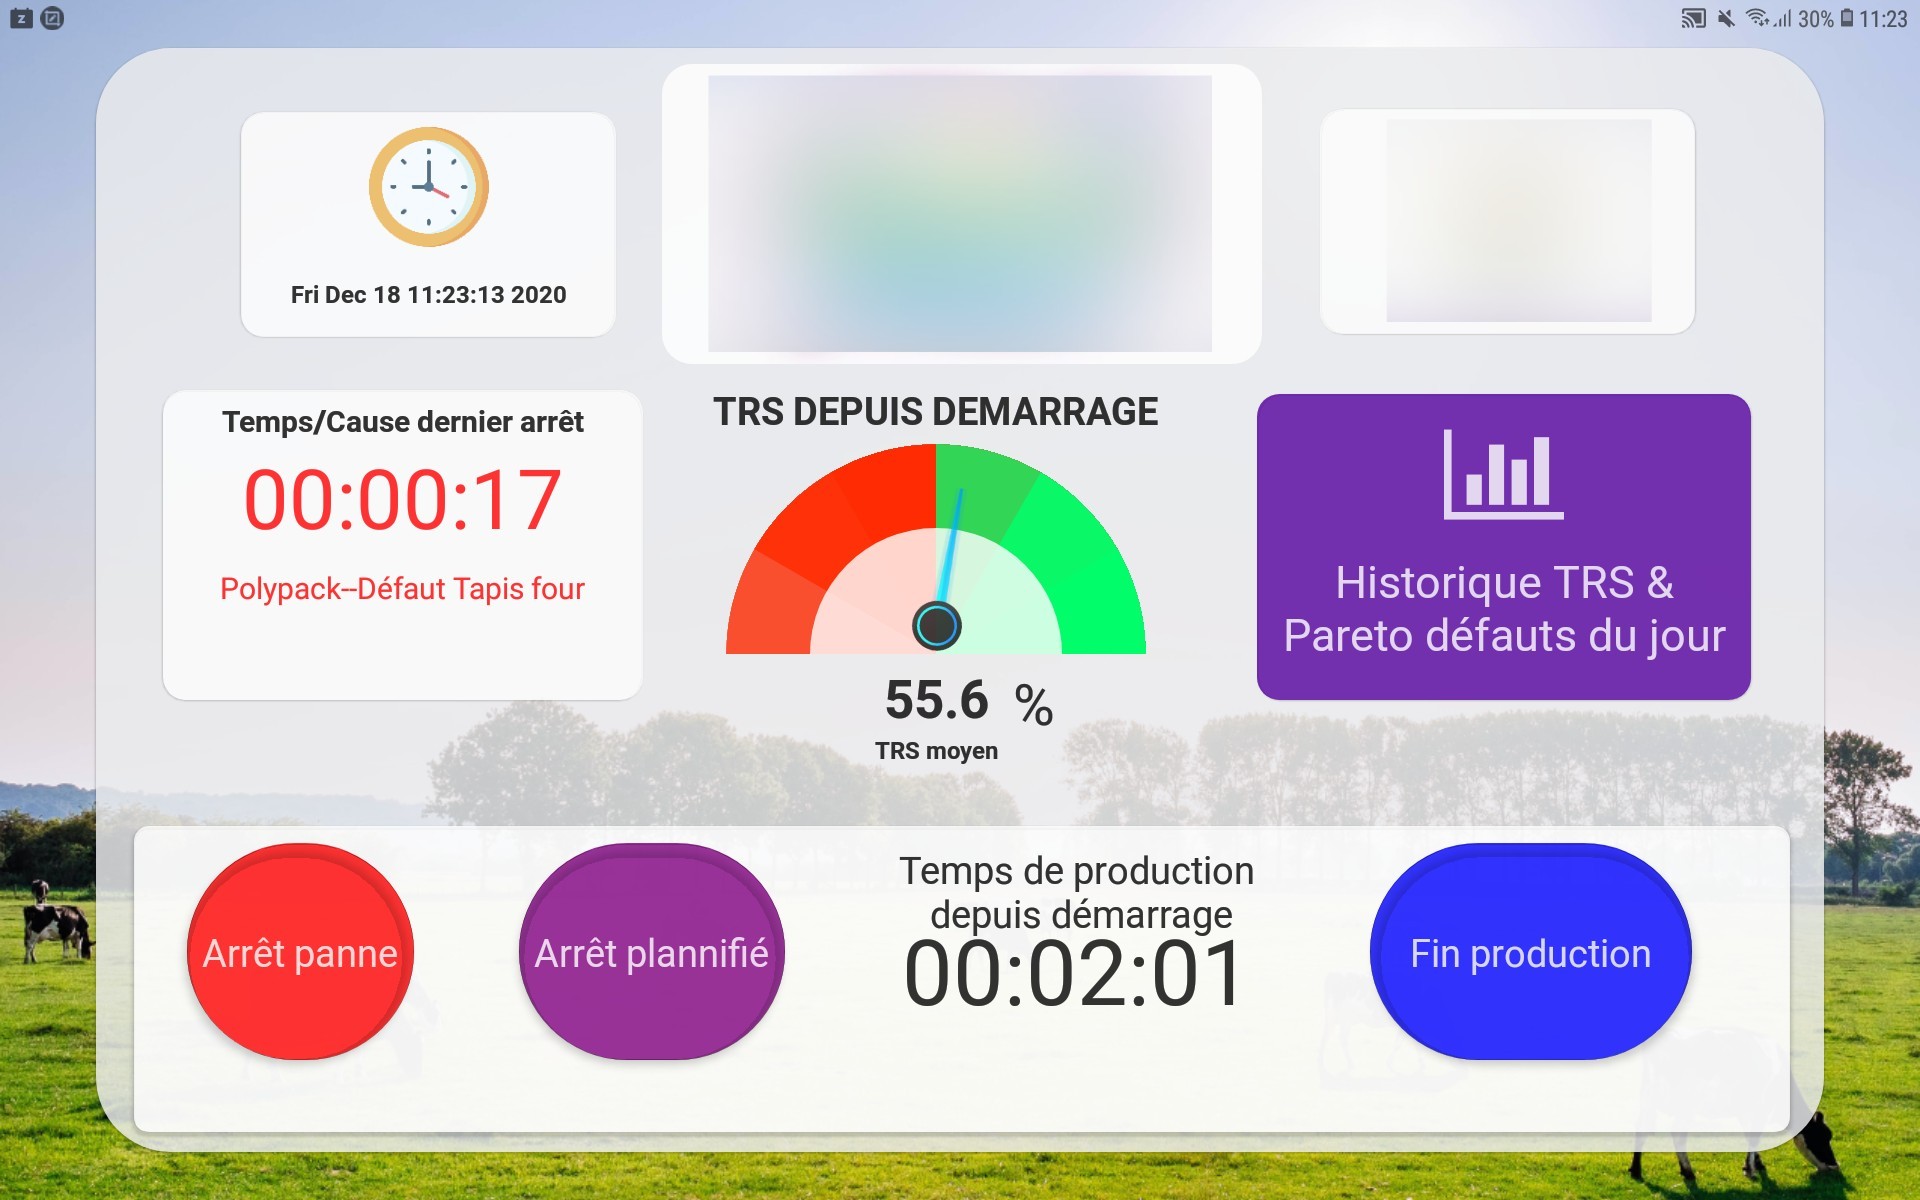 30% 11:23
Fri Dec 18 11:23:13 2020
Temps/Cause dernier arrêt
00:00:17
Polypack--Défaut Tapis four
TRS DEPUIS DEMARRAGE
55.6 %
TRS moyen
Historique TRS &
Pareto défauts du jour
Arrêt panne
Arrêt plannifié
Temps de production
depuis démarrage
00:02:01
Fin production